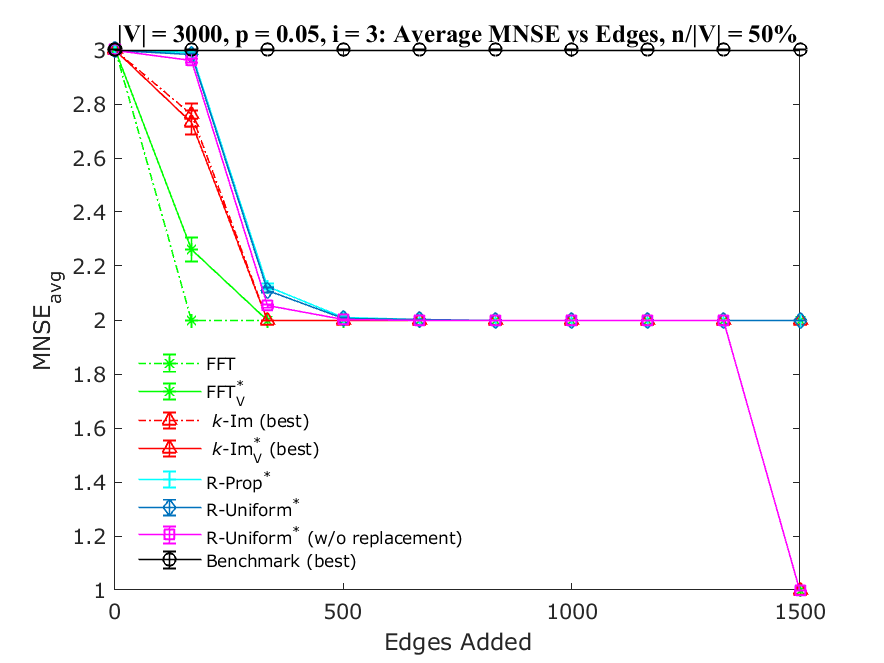 |V| = 3000, p = 0.05, i = 3: Average MNSE vs Edges, n/|V| = 50%
3
2.8
2.6
2.4
2.2
2
1.8
1.6
1.4
1.2
1
MNSE_avg
FFT
FFT*_V
k-Im (best)
k-Im*_V (best)
R-Prop*
R-Uniform*
R-Uniform* (w/o replacement)
Benchmark (best)
0
500
1000
1500
Edges Added